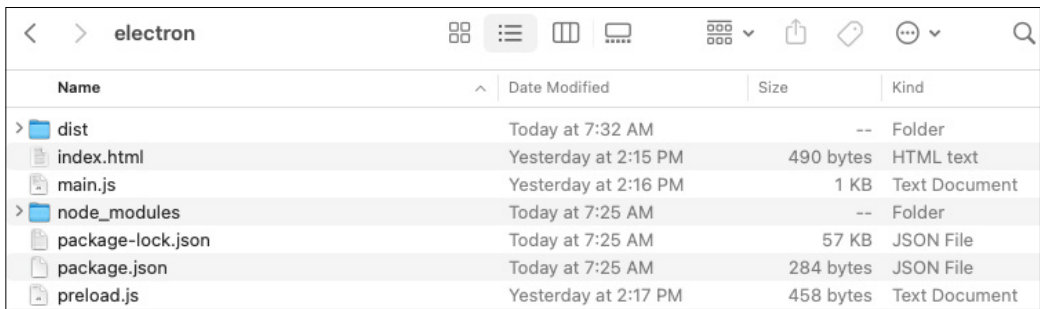 electron
Name Date Modified Size Kind
dist Today at 7:32 AM -- Folder
index.html Yesterday at 2:15 PM 490 bytes HTML text
main.js Yesterday at 2:16 PM 1 KB Text Document
node_modules Today at 7:25 AM -- Folder
package-lock.json Today at 7:25 AM 57 KB JSON File
package.json Today at 7:25 AM 284 bytes JSON File
preload.js Yesterday at 2:17 PM 458 bytes Text Document